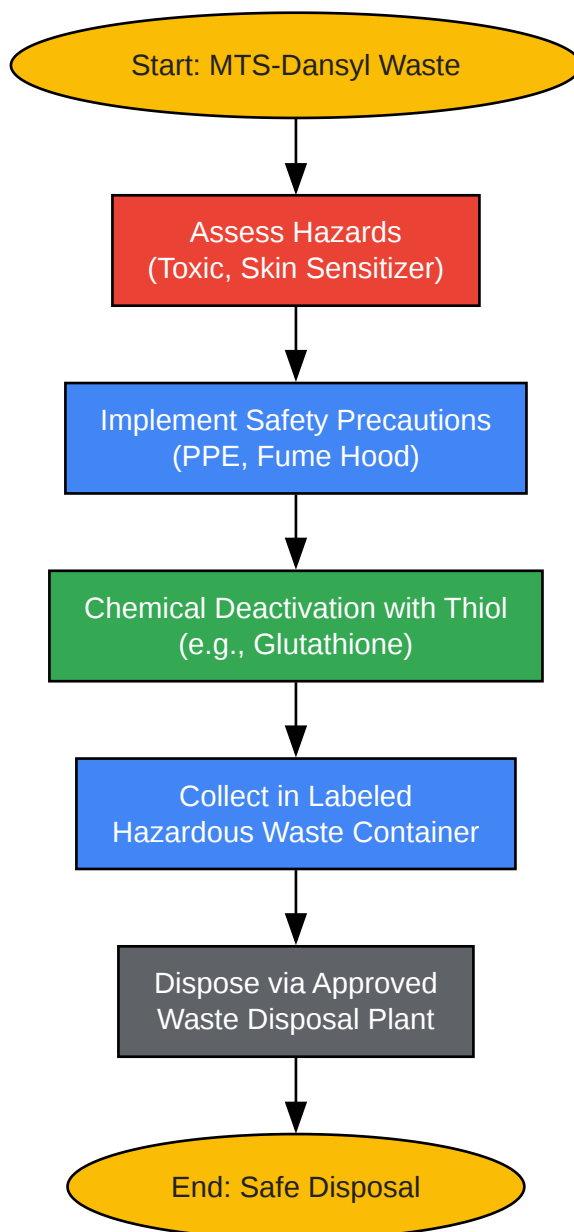 Start: MTS-Dansyl Waste
Assess Hazards
(Toxic, Skin Sensitizer)
Implement Safety Precautions
(PPE, Fume Hood)
Chemical Deactivation with Thiol
(e.g., Glutathione)
Collect in Labeled
Hazardous Waste Container
Dispose via Approved
Waste Disposal Plant
End: Safe Disposal